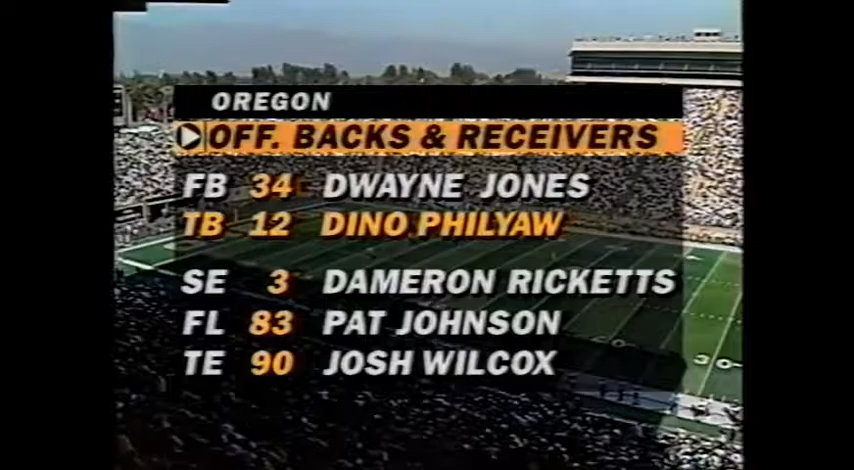 OREGON
OFF. BACKS & RECEIVERS
FB 34 DWAYNE JONES
TB 12 DINO PHILYAW
SE 3 DAMERON RICKETTS
FL 83 PAT JOHNSON
TE 90 JOSH WILCOX
30